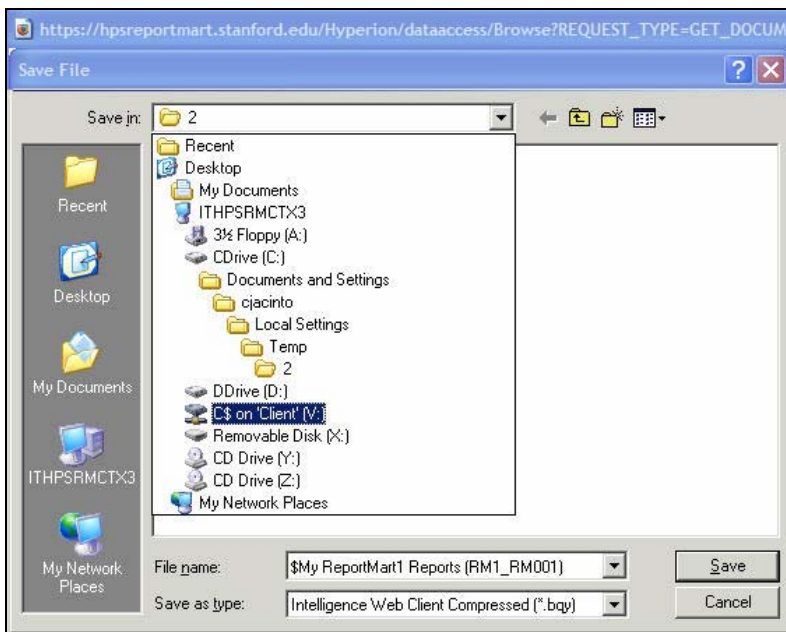 https://hpsreportmart.stanford.edu/Hyperion/dataaccess/Browse?REQUEST_TYPE=GET_DOCUM
Save File
Save in:
2
Recent
Desktop
My Documents
ITHPSRMCTX3
3½ Floppy (A:)
CDrive (C:)
Documents and Settings
cjacinto
Local Settings
Temp
2
DDrive (D:)
C$ on 'Client' (V:)
Removable Disk (X:)
CD Drive (Y:)
CD Drive (Z:)
My Network Places
Recent
Desktop
My Documents
ITHPSRMCTX3
My Network
Places
File name:
$My ReportMart1 Reports (RM1_RM001)
Save
Save as type:
Intelligence Web Client Compressed (*.bqy)
Cancel